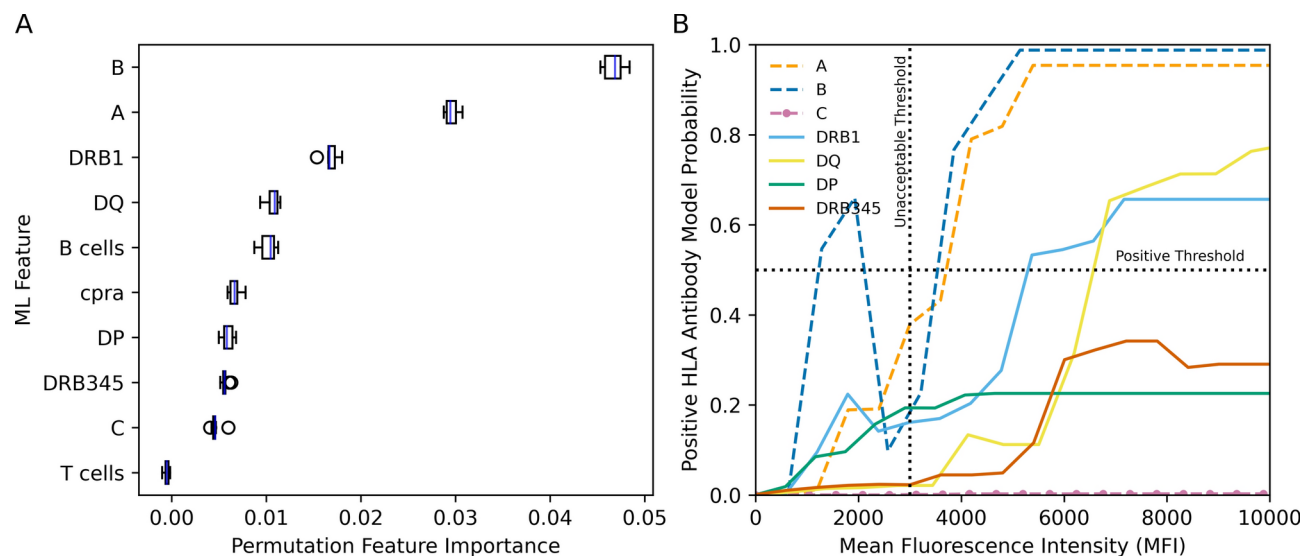 A
B
A
DRB1
DQ
B cells
cpra
DP
DRB345
C
T cells
ML Feature
0.00 0.01 0.02 0.03 0.04 0.05
Permutation Feature Importance
B
1.0
0.8
0.6
0.4
0.2
0.0
Positive HLA Antibody Model Probability
A
B
C
DRB1
DQ
DP
DRB345
Unacceptable Threshold
Positive Threshold
0 2000 4000 6000 8000 10000
Mean Fluorescence Intensity (MFI)